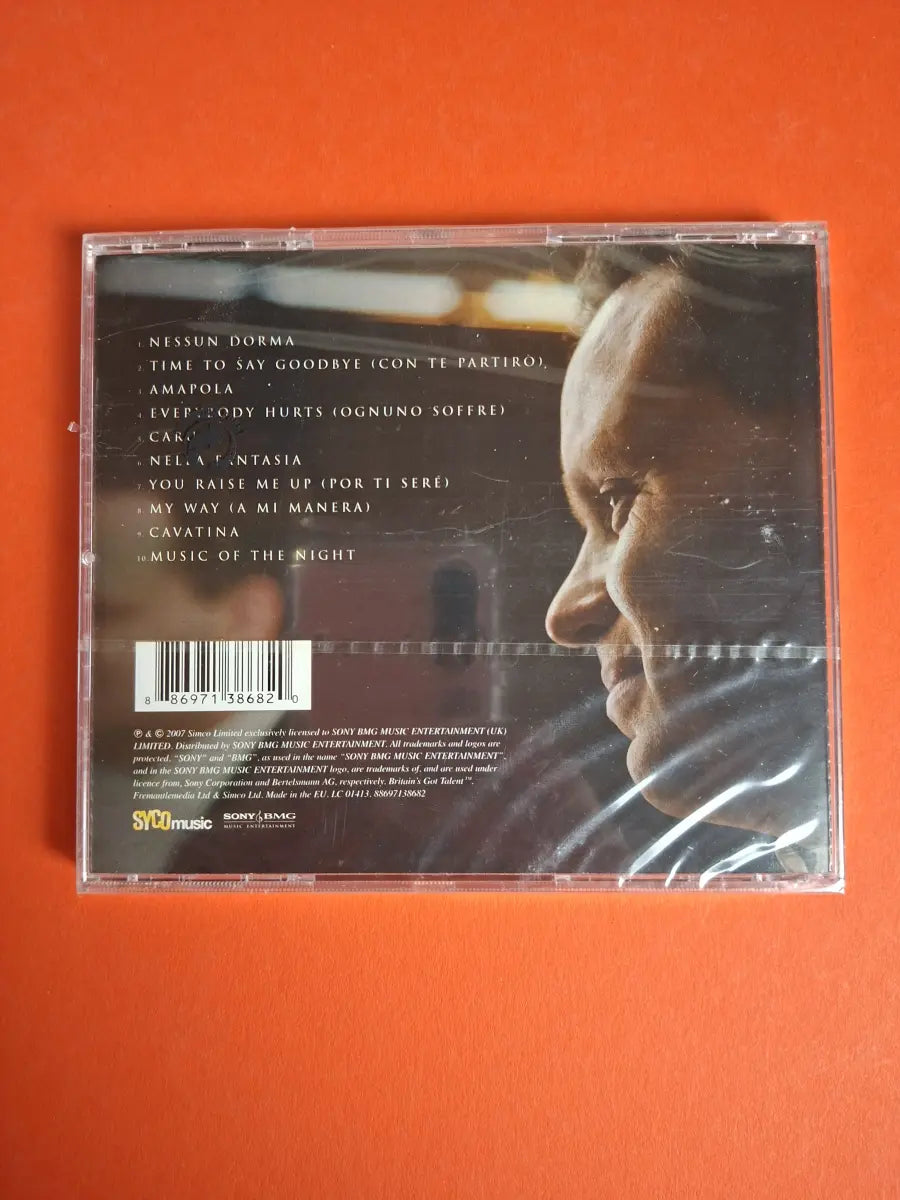 1. NESSUN DORMA
2. TIME TO SAY GOODBYE (CON TE PARTIRÒ)
3. AMAPOLA
4. EVERYBODY HURTS (OGNUNO SOFFRE)
5. CARO
6. NELLA FANTASIA
7. YOU RAISE ME UP (POR TI SERÉ)
8. MY WAY (A MI MANERA)
9. CAVATINA
10. MUSIC OF THE NIGHT
8 86971 38682 0
℗ & © 2007 Simco Limited exclusively licensed to SONY BMG MUSIC ENTERTAINMENT (UK)
LIMITED. Distributed by SONY BMG MUSIC ENTERTAINMENT. All trademarks and logos are
protected. "SONY" and "BMG", as used in the name "SONY BMG MUSIC ENTERTAINMENT",
and in the SONY BMG MUSIC ENTERTAINMENT logo, are trademarks of, and are used under
licence from, Sony Corporation and Bertelsmann AG, respectively. Britain's Got Talent™,
Fremantlemedia Ltd & Simco Ltd. Made in the EU. LC 01413. 88697138682
SYCOmusic SONY BMG
MUSIC ENTERTAINMENT